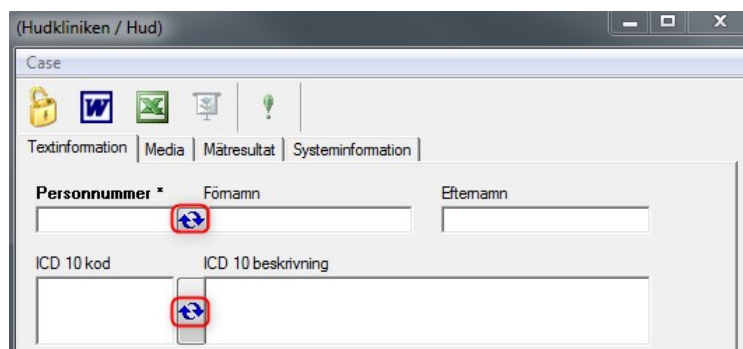 (Hudkliniken / Hud)
Case
Textinformation Media Mätresultat Systeminformation
Personnummer * Förnamn Efternamn
ICD 10 kod ICD 10 beskrivning